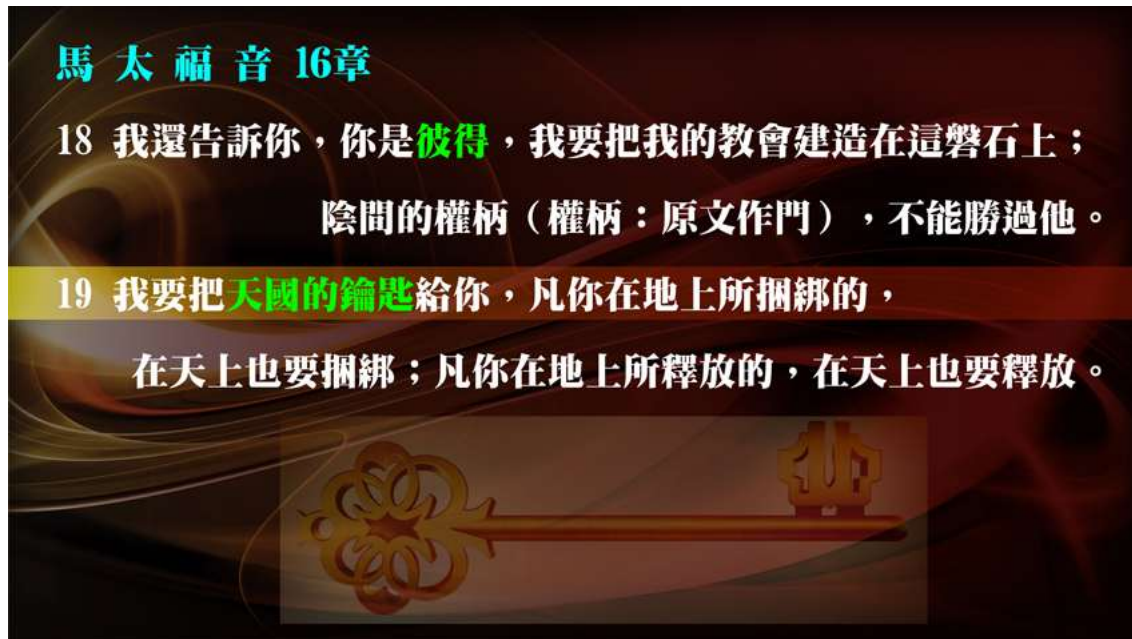 馬太福音 16章
18 我還告訴你，你是彼得，我要把我的教會建造在這磐石上；
陰間的權柄（權柄：原文作門），不能勝過他。
19 我要把天國的鑰匙給你，凡你在地上所捆綁的，
在天上也要捆綁；凡你在地上所釋放的，在天上也要釋放。